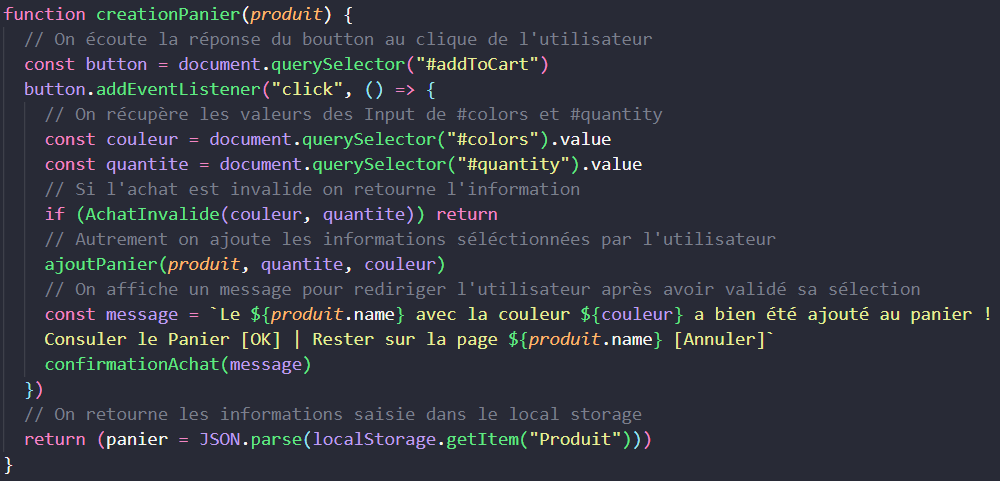 function creationPanier(produit) {
  // On écoute la réponse du boutton au clique de l'utilisateur
  const button = document.querySelector("#addToCart")
  button.addEventListener("click", () => {
    // On récupère les valeurs des Input de #colors et #quantity
    const couleur = document.querySelector("#colors").value
    const quantite = document.querySelector("#quantity").value
    // Si l'achat est invalide on retourne l'information
    if (AchatInvalide(couleur, quantite)) return
    // Autrement on ajoute les informations séléctionnées par l'utilisateur
    ajoutPanier(produit, quantite, couleur)
    // On affiche un message pour rediriger l'utilisateur après avoir validé sa sélection
    const message = `Le ${produit.name} avec la couleur ${couleur} a bien été ajouté au panier !
    Consuler le Panier [OK] | Rester sur la page ${produit.name} [Annuler]`
    confirmationAchat(message)
  })
  // On retourne les informations saisie dans le local storage
  return (panier = JSON.parse(localStorage.getItem("Produit")))
}